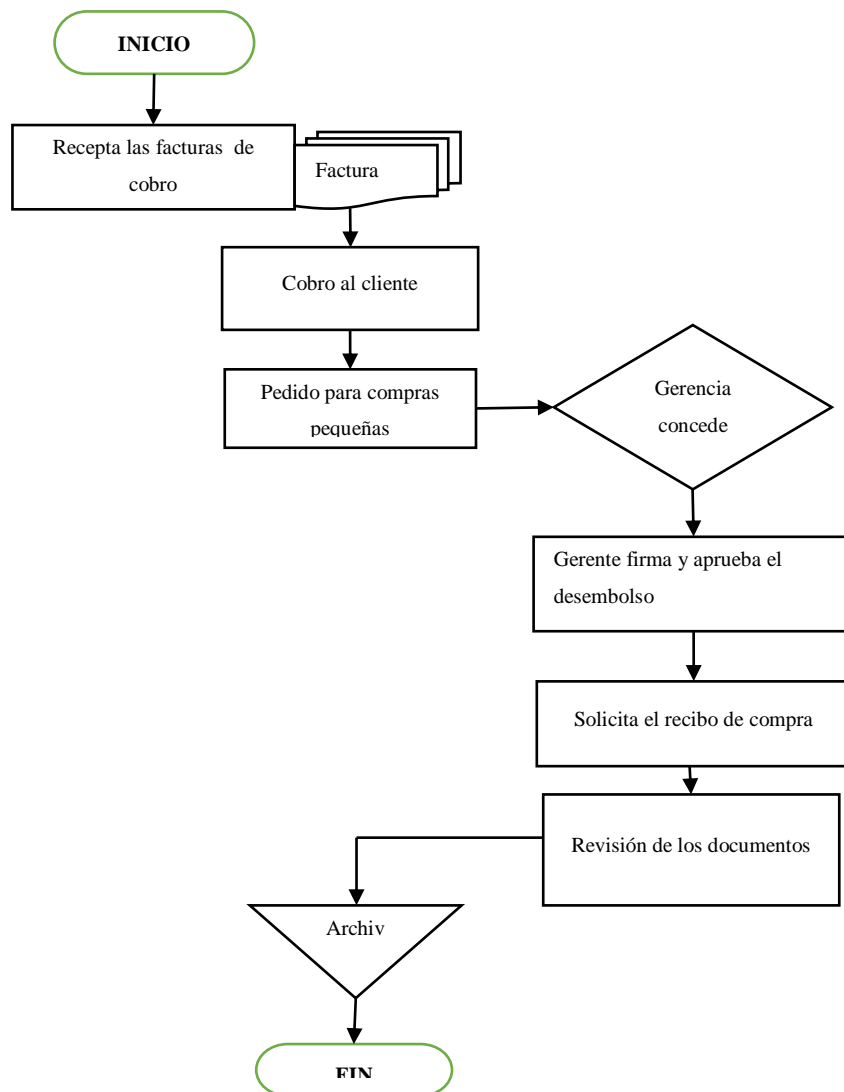 INICIO
Recepta las facturas de
cobro
Factura
Cobro al cliente
Pedido para compras
pequeñas
Gerencia
concede
Gerente firma y aprueba el
desembolso
Solicita el recibo de compra
Revisión de los documentos
Archiv
FIN